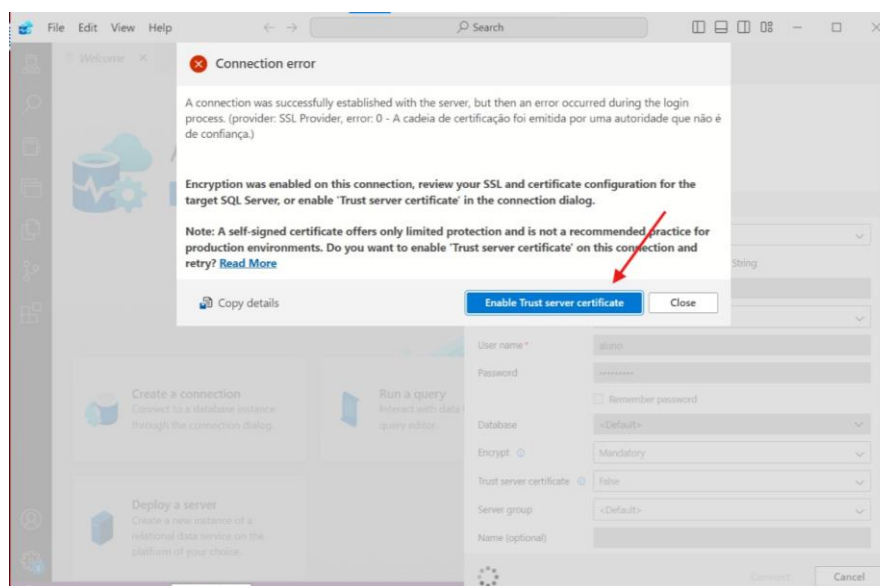 File Edit View Help
Search
Welcome
Connection error
A connection was successfully established with the server, but then an error occurred during the login
process. (provider: SSL Provider, error: 0 - A cadeia de certificação foi emitida por uma autoridade que não é
de confiança.)
Encryption was enabled on this connection, review your SSL and certificate configuration for the
target SQL Server, or enable 'Trust server certificate' in the connection dialog.
Note: A self-signed certificate offers only limited protection and is not a recommended practice for
production environments. Do you want to enable 'Trust server certificate' on this connection and
retry? Read More
String
Copy details
Enable Trust server certificate
Close
User name *
aluno
Password
Remember password
Create a connection
Connect to a database instance
through the connection dialog.
Run a query
Interact with data
query editor.
Database
<Default>
Encrypt
Mandatory
Trust server certificate
False
Server group
<Default>
Name (optional)
Deploy a server
Create a new instance of a
relational data service on the
platform of your choice.
Connect
Cancel